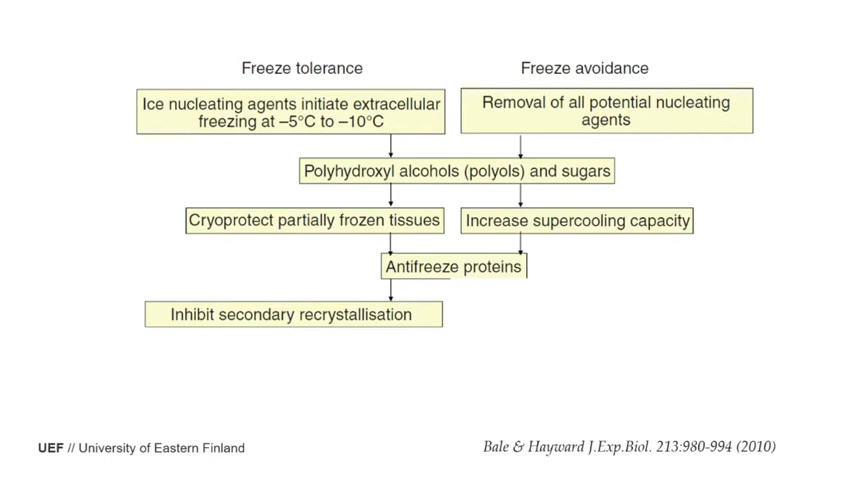 Freeze tolerance
Freeze avoidance
Ice nucleating agents initiate extracellular
freezing at –5°C to –10°C
Removal of all potential nucleating
agents
Polyhydroxyl alcohols (polyols) and sugars
Cryoprotect partially frozen tissues
Increase supercooling capacity
Antifreeze proteins
Inhibit secondary recrystallisation
UEF // University of Eastern Finland
Bale & Hayward J.Exp.Biol. 213:980-994 (2010)